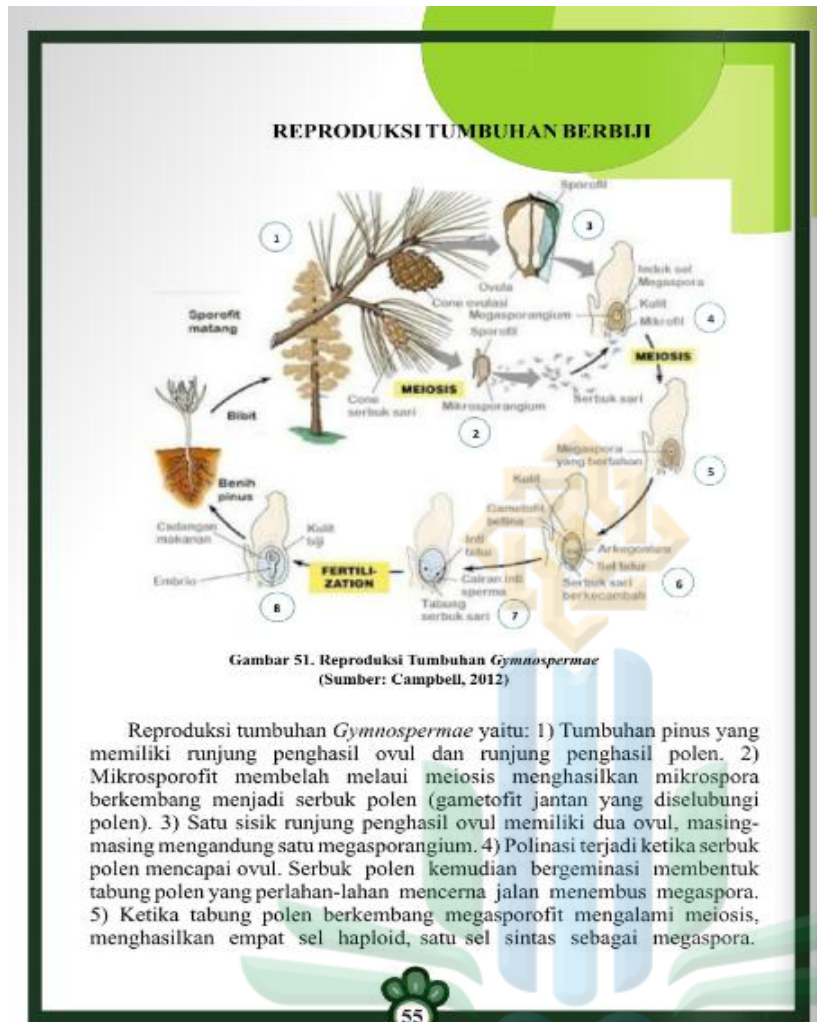 REPRODUKSI TUMBUHAN BERBIJI
Sporofil
1
3
Ovula
Induk sel
Megaspora
Cone ovulasi
Megasporangium
Kulit
Mikrofil
4
Sporofit
matang
Sporofil
MEIOSIS
MEIOSIS
Cone
serbuk sari
Mikrosporangium
Serbuk sari
2
Bibit
Megaspora
yang bertahan
5
Benih
pinus
Kulit
Gametofit
betina
Cadangan
makanan
Kulit
biji
Inti
telur
Arkegonium
Sel telur
Embrio
FERTILI-
ZATION
Cairan inti
sperma
Serbuk sari
berkecambah
6
8
Tabung
serbuk sari
7
Gambar 51. Reproduksi Tumbuhan Gymnospermae
(Sumber: Campbell, 2012)
Reproduksi tumbuhan Gymnospermae yaitu: 1) Tumbuhan pinus yang
memiliki runjung penghasil ovul dan runjung penghasil polen. 2)
Mikrosporofit membelah melaui meiosis menghasilkan mikrospora
berkembang menjadi serbuk polen (gametofit jantan yang diselubungi
polen). 3) Satu sisik runjung penghasil ovul memiliki dua ovul, masing-
masing mengandung satu megasporangium. 4) Polinasi terjadi ketika serbuk
polen mencapai ovul. Serbuk polen kemudian bergeminasi membentuk
tabung polen yang perlahan-lahan mencerna jalan menembus megaspora.
5) Ketika tabung polen berkembang megasporofit mengalami meiosis,
menghasilkan empat sel haploid, satu sel sintas sebagai megaspora.
55